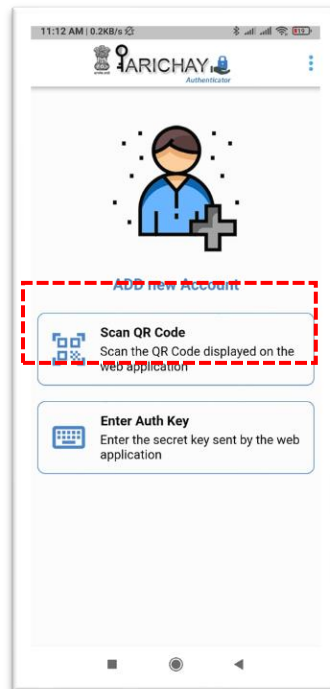 11:12 AM | 0.2KB/s
19
PARICHAY
Authenticator
ADD new Account
Scan QR Code
Scan the QR Code displayed on the
web application
Enter Auth Key
Enter the secret key sent by the web
application